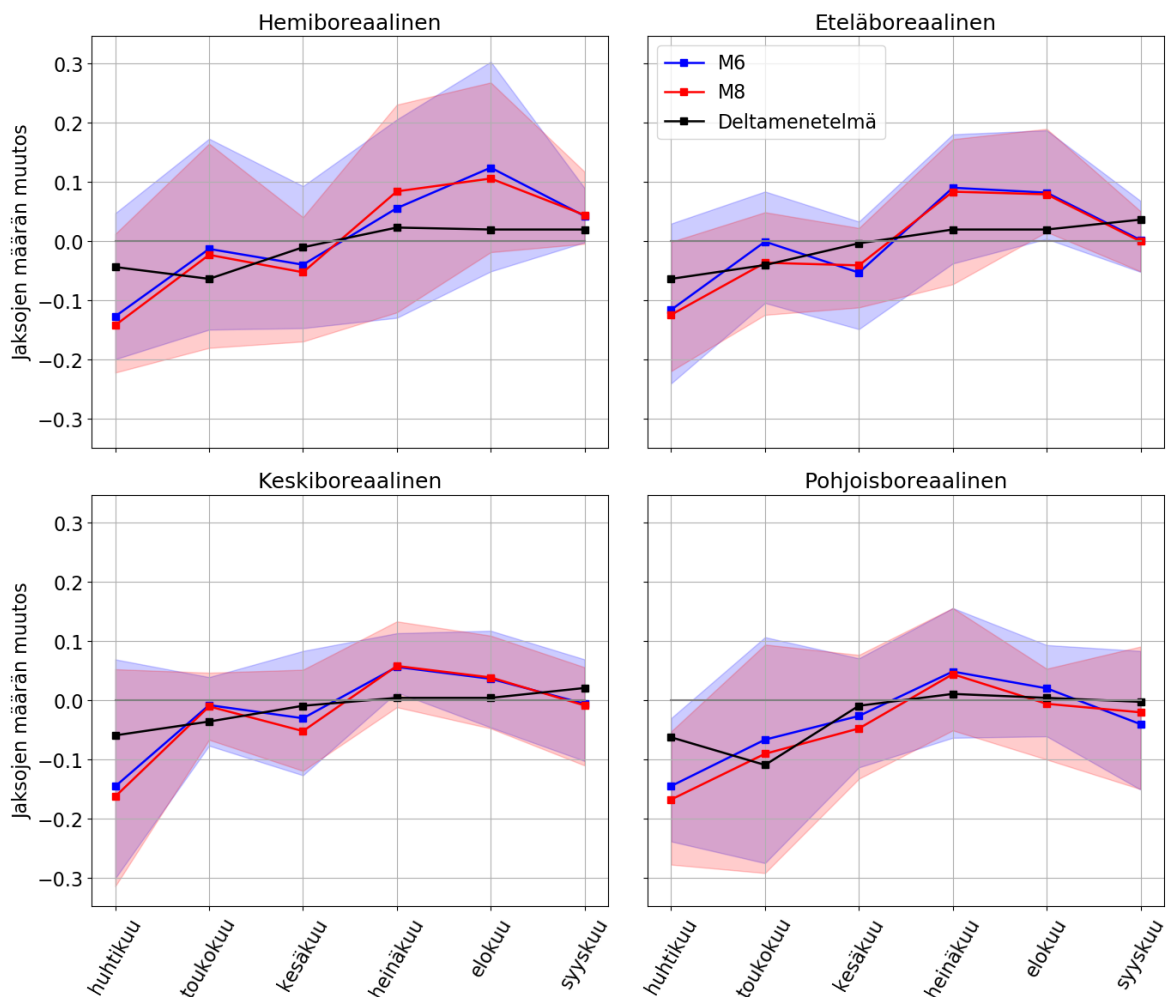 Hemiboreaalinen
Eteläboreaalinen
Jaksojen määrän muutos
0.3
0.2
0.1
0.0
−0.1
−0.2
−0.3
M6
M8
Deltamenetelmä
Keskiboreaalinen
Pohjoisboreaalinen
Jaksojen määrän muutos
0.3
0.2
0.1
0.0
−0.1
−0.2
−0.3
huhtikuu
toukokuu
kesäkuu
heinäkuu
elokuu
syyskuu
huhtikuu
toukokuu
kesäkuu
heinäkuu
elokuu
syyskuu